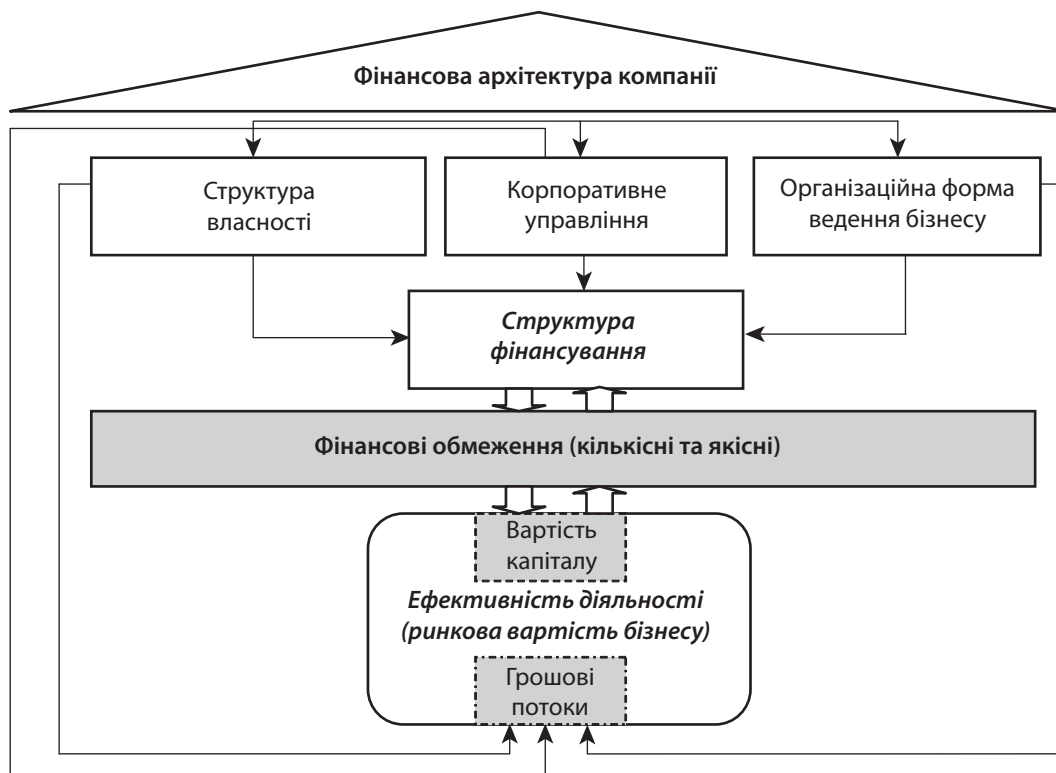 Фінансова архітектура компанії
Структура
власності
Корпоративне
управління
Організаційна форма
ведення бізнесу
Структура
фінансування
Фінансові обмеження (кількісні та якісні)
Вартість
капіталу
Ефективність діяльності
(ринкова вартість бізнесу)
Грошові
потоки